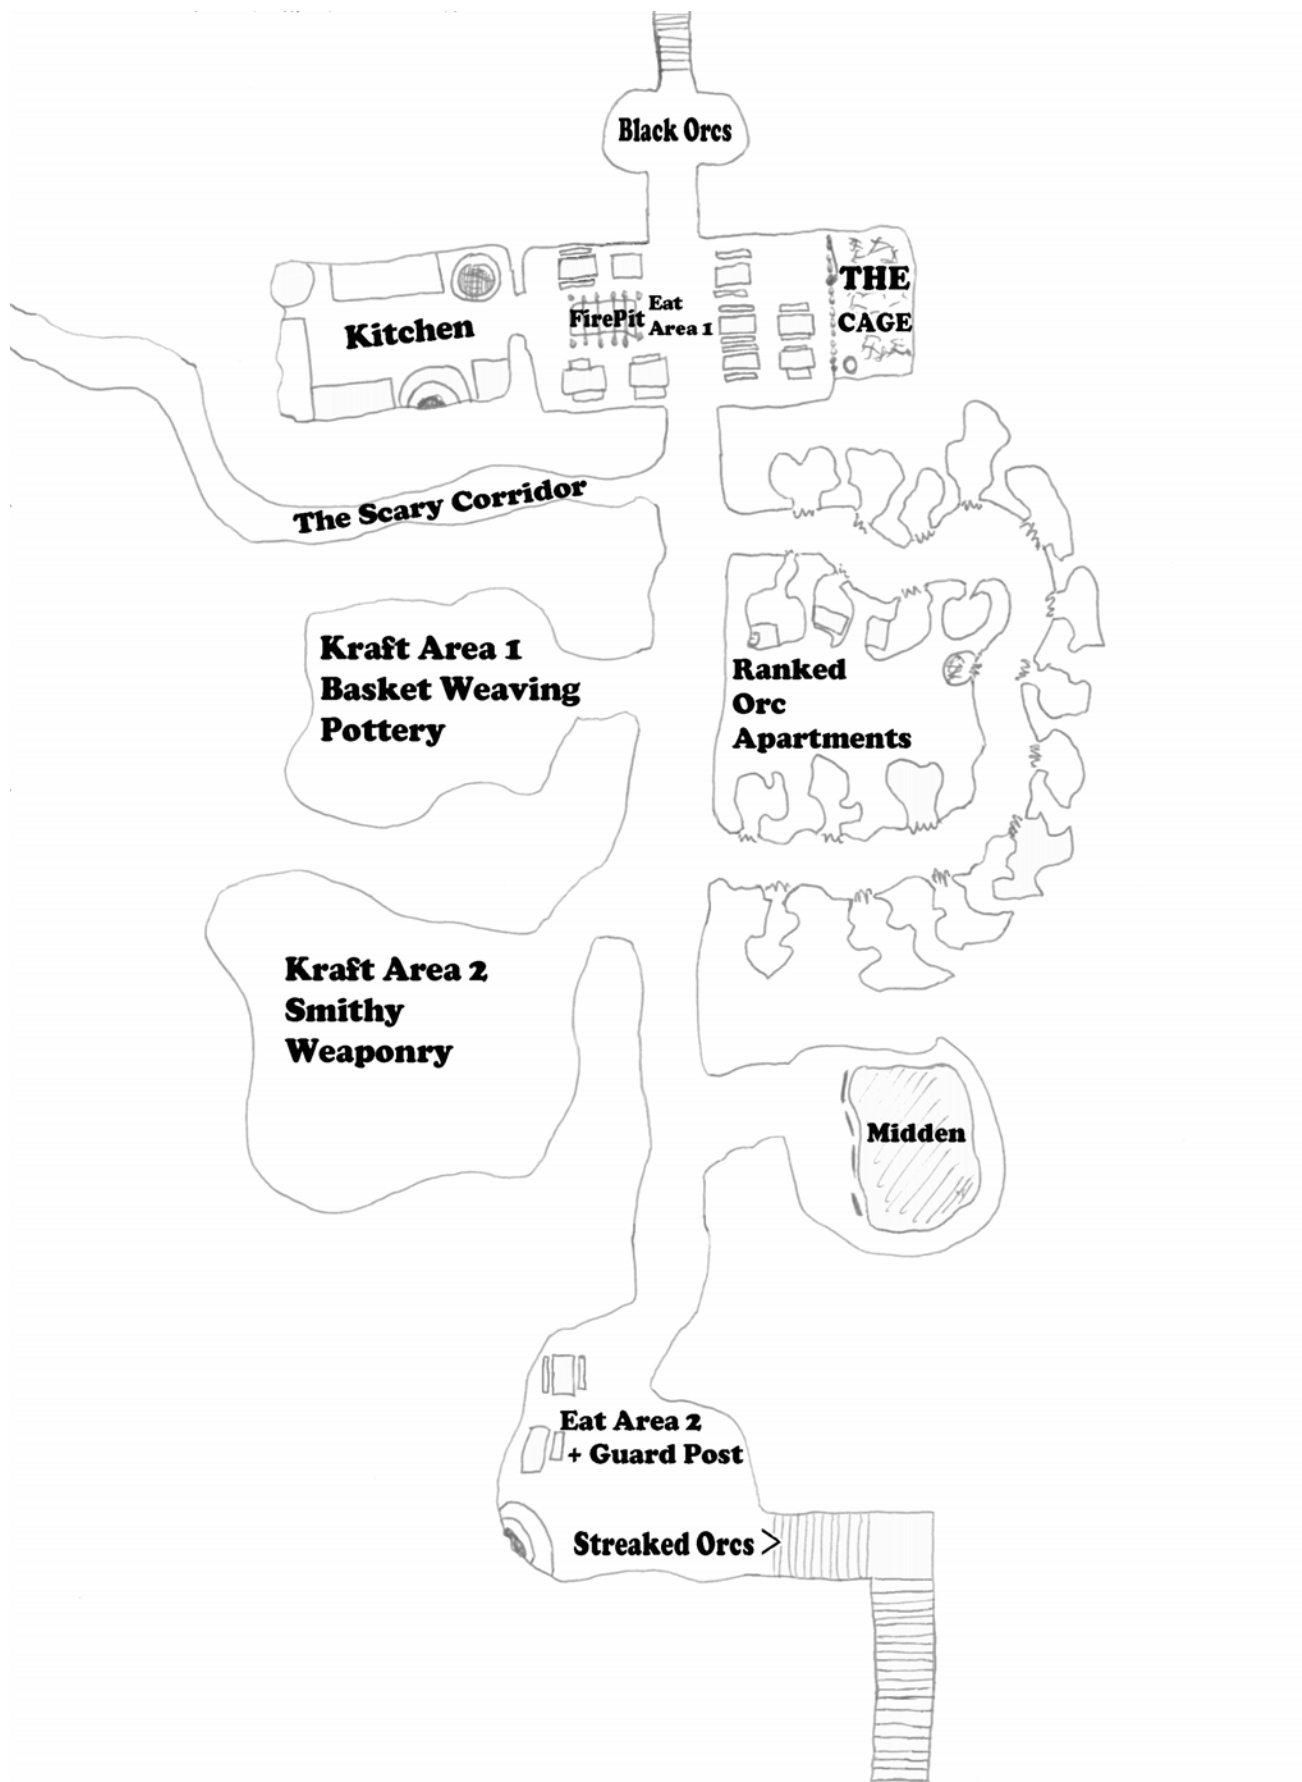 Black Orcs
THE
CAGE
Kitchen
FirePit
Eat
Area 1
The Scary Corridor
Kraft Area 1
Basket Weaving
Pottery
Ranked
Orc
Apartments
Kraft Area 2
Smithy
Weaponry
Midden
Eat Area 2
+ Guard Post
Streaked Orcs >